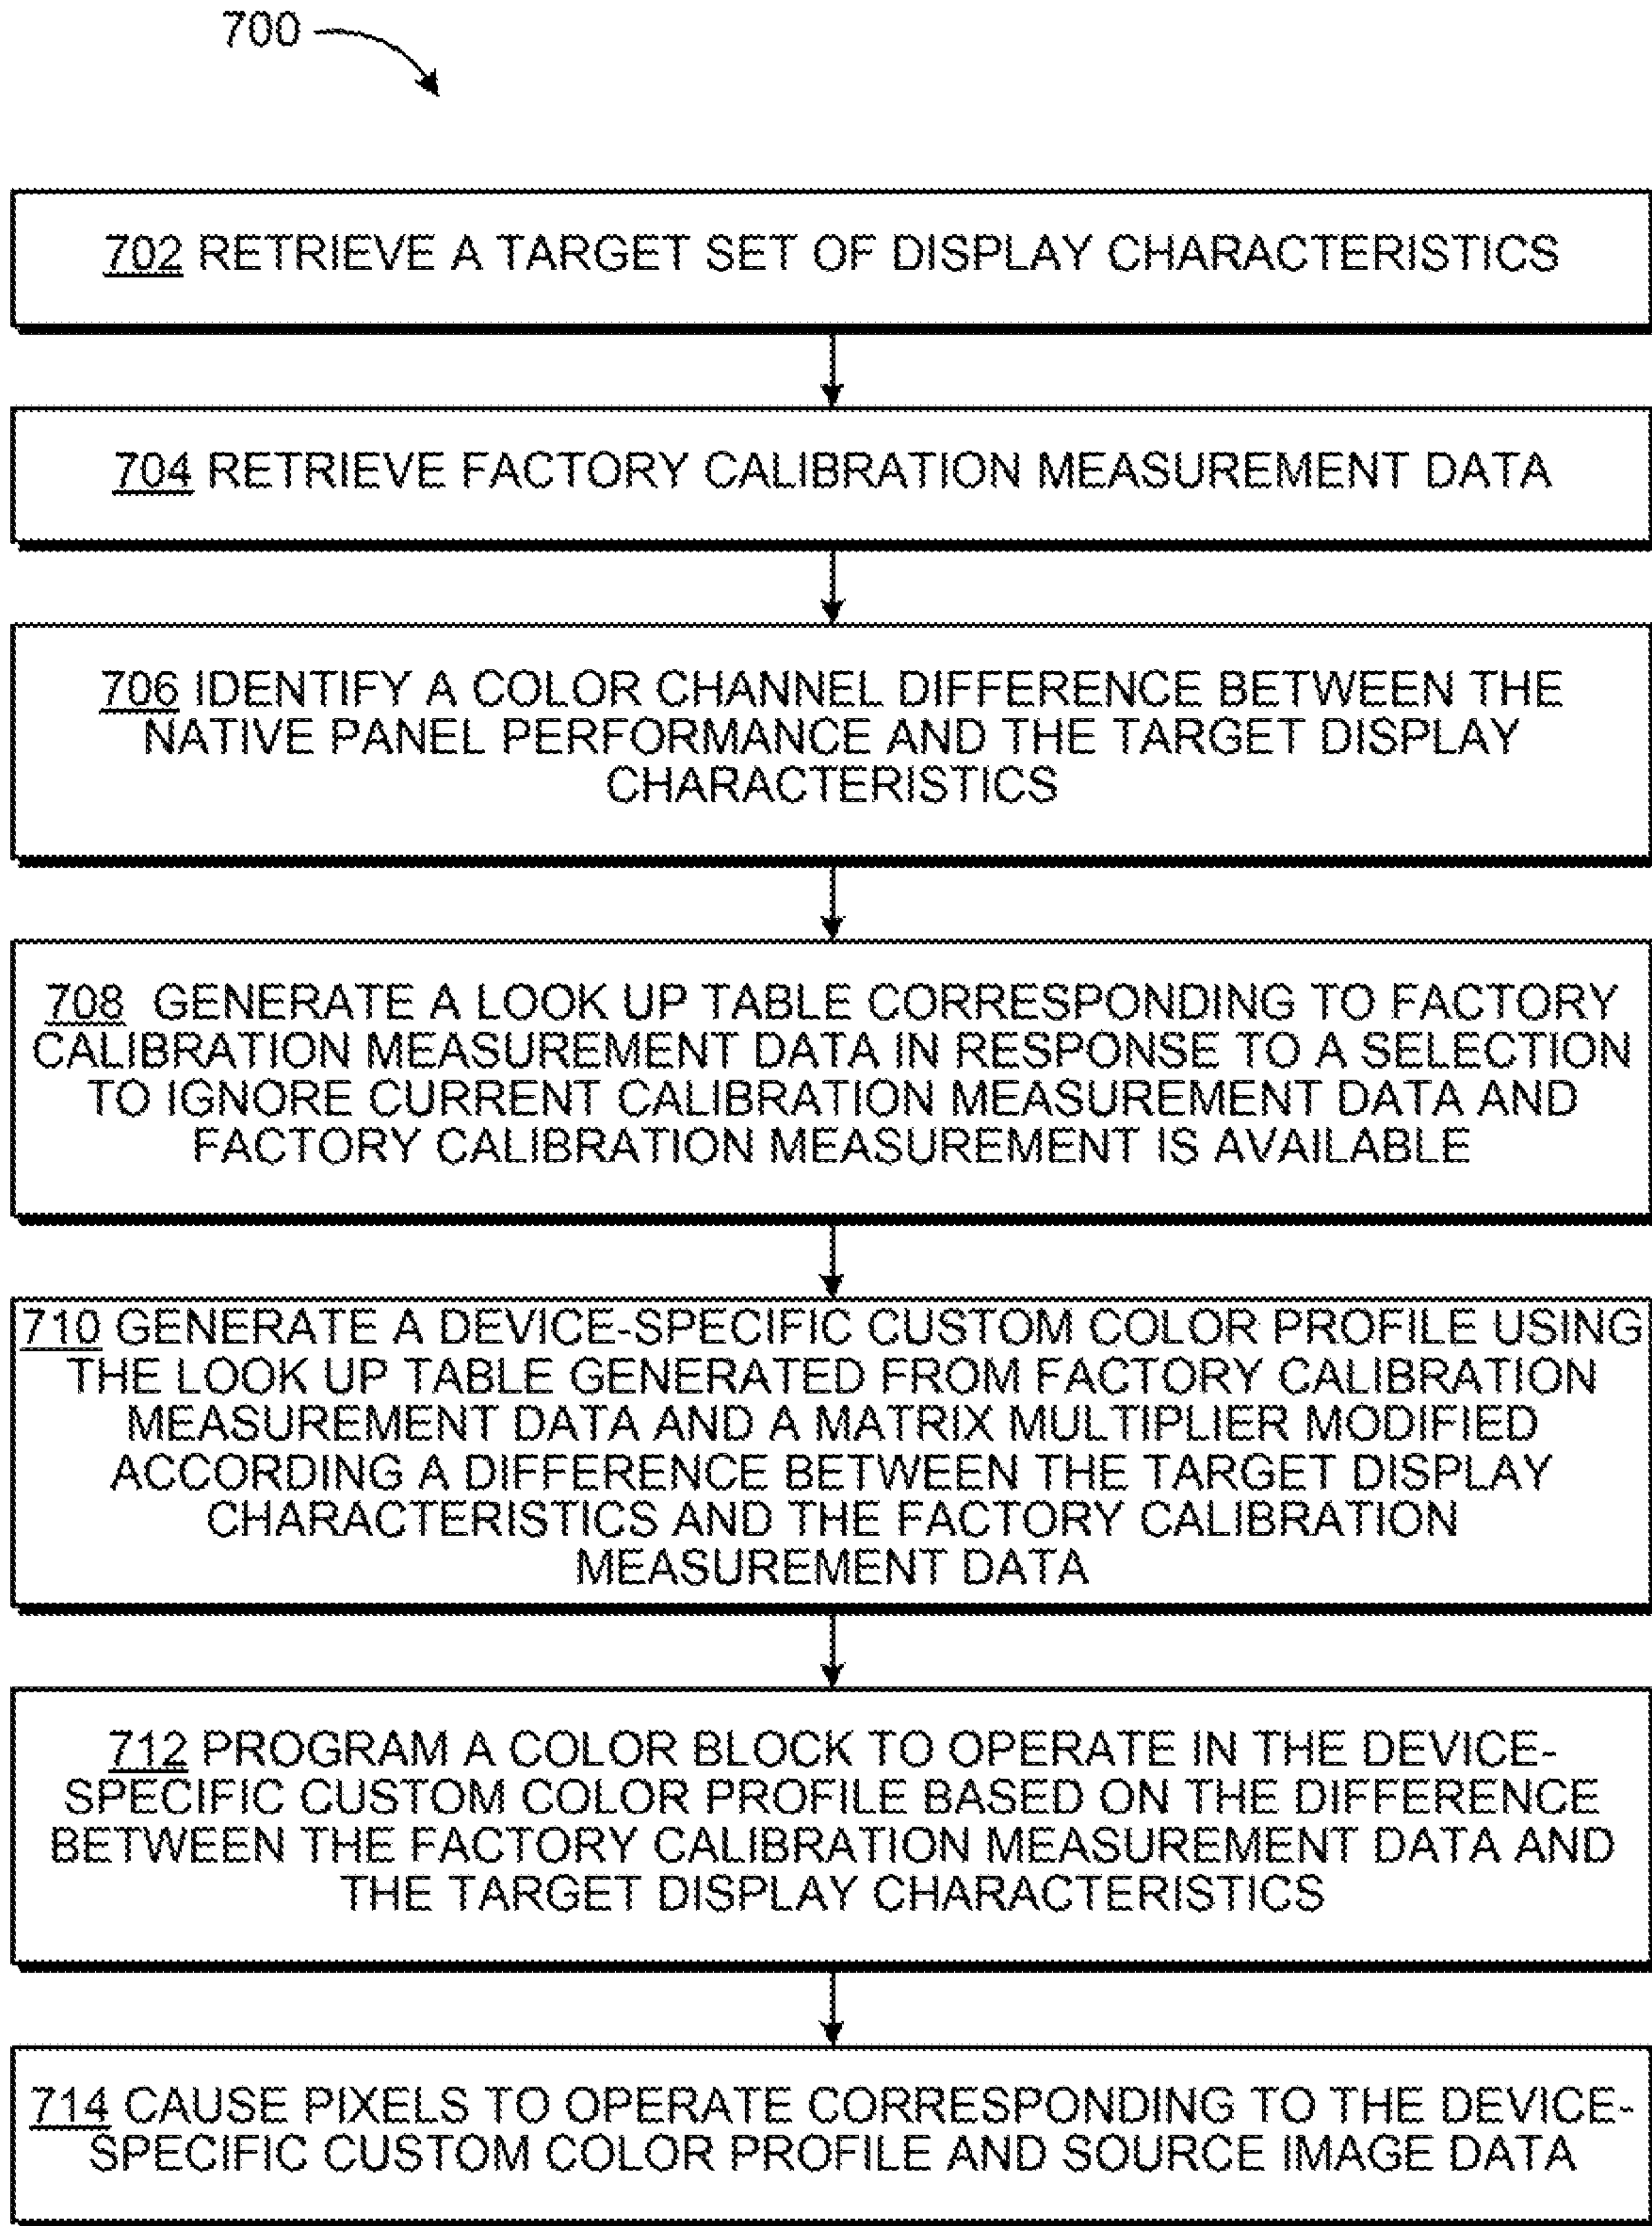 700
702 RETRIEVE A TARGET SET OF DISPLAY CHARACTERISTICS
704 RETRIEVE FACTORY CALIBRATION MEASUREMENT DATA
706 IDENTIFY A COLOR CHANNEL DIFFERENCE BETWEEN THE
NATIVE PANEL PERFORMANCE AND THE TARGET DISPLAY
CHARACTERISTICS
708 GENERATE A LOOK UP TABLE CORRESPONDING TO FACTORY
CALIBRATION MEASUREMENT DATA IN RESPONSE TO A SELECTION
TO IGNORE CURRENT CALIBRATION MEASUREMENT DATA AND
FACTORY CALIBRATION MEASUREMENT IS AVAILABLE
710 GENERATE A DEVICE-SPECIFIC CUSTOM COLOR PROFILE USING
THE LOOK UP TABLE GENERATED FROM FACTORY CALIBRATION
MEASUREMENT DATA AND A MATRIX MULTIPLIER MODIFIED
ACCORDING A DIFFERENCE BETWEEN THE TARGET DISPLAY
CHARACTERISTICS AND THE FACTORY CALIBRATION
MEASUREMENT DATA
712 PROGRAM A COLOR BLOCK TO OPERATE IN THE DEVICE-
SPECIFIC CUSTOM COLOR PROFILE BASED ON THE DIFFERENCE
BETWEEN THE FACTORY CALIBRATION MEASUREMENT DATA AND
THE TARGET DISPLAY CHARACTERISTICS
714 CAUSE PIXELS TO OPERATE CORRESPONDING TO THE DEVICE-
SPECIFIC CUSTOM COLOR PROFILE AND SOURCE IMAGE DATA